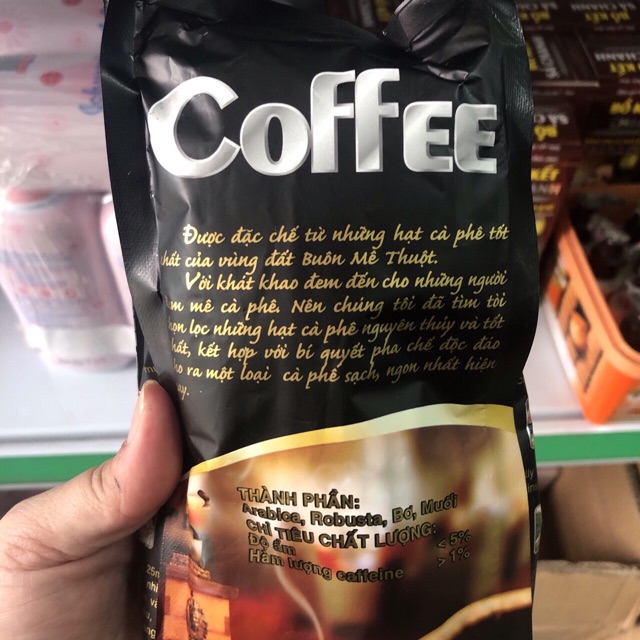 Coffee
Được đặc chế từ những hạt cà phê tốt
của vùng đất Buôn Mê Thuột.
Với khát khao đem đến cho những người
mê cà phê. Nên chúng tôi đã tìm tòi
lọc những hạt cà phê nguyên thủy và tốt
kết hợp với bí quyết pha chế độc đáo
ra một loại cà phê sạch, ngon nhất hiện
THÀNH PHẦN:
Arabica, Robusta, Bơ, Muối
CHỈ TIÊU CHẤT LƯỢNG:
Độ ẩm < 5%
Hàm lượng caffeine > 1%